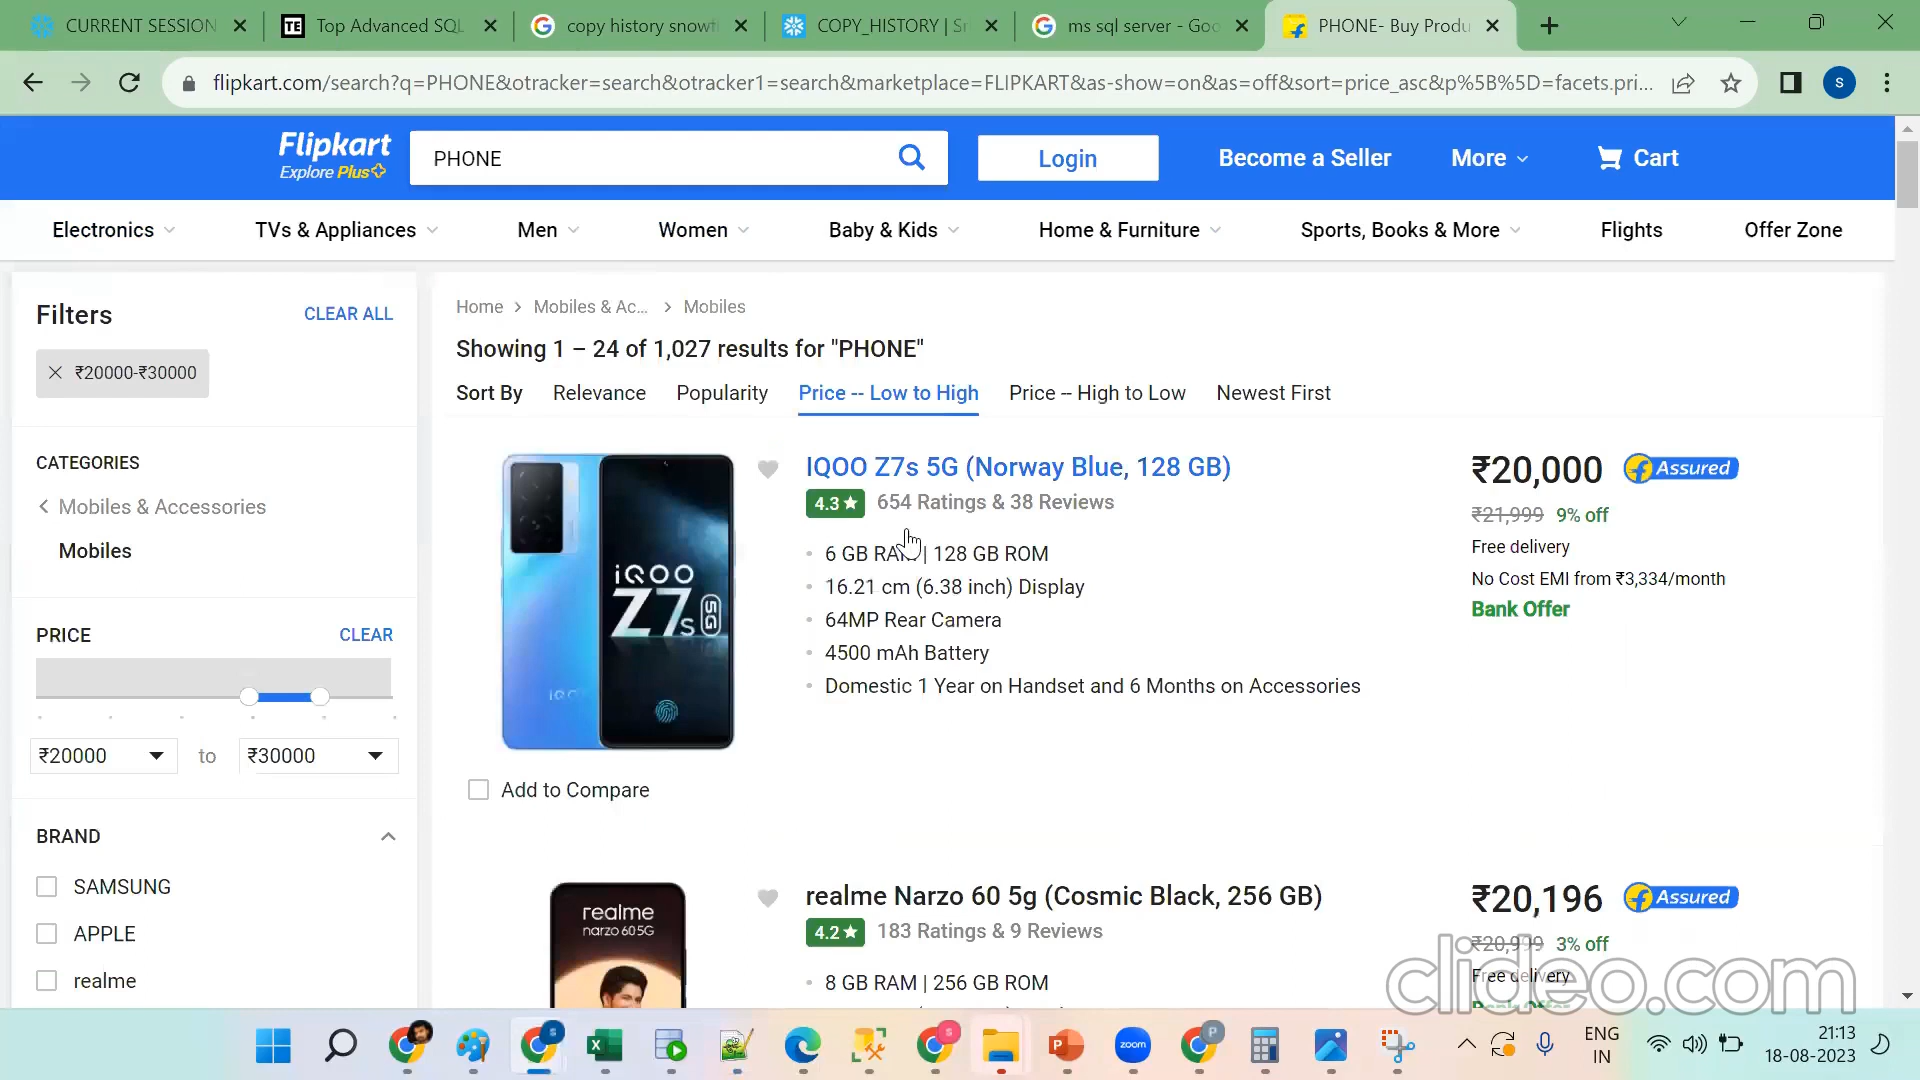 CURRENT SESSION
Top Advanced SQL
copy history snowfl
COPY_HISTORY | Sn
ms sql server - Goo
PHONE- Buy Produ
flipkart.com/search?q=PHONE&otracker=search&otracker1=search&marketplace=FLIPKART&as-show=on&as=off&sort=price_asc&p%5B%5D=facets.pri...
S
Flipkart
Explore Plus
PHONE
Login
Become a Seller
More
Cart
Electronics
TVs & Appliances
Men
Women
Baby & Kids
Home & Furniture
Sports, Books & More
Flights
Offer Zone
Filters
CLEAR ALL
₹20000-₹30000
CATEGORIES
Mobiles & Accessories
Mobiles
PRICE
CLEAR
₹20000
to
₹30000
BRAND
SAMSUNG
APPLE
realme
Home
Mobiles & Ac...
Mobiles
Showing 1 – 24 of 1,027 results for "PHONE"
Sort By
Relevance
Popularity
Price -- Low to High
Price -- High to Low
Newest First
iQOO
Z7s 5G
Add to Compare
IQOO Z7s 5G (Norway Blue, 128 GB)
4.3
654 Ratings & 38 Reviews
6 GB RAM | 128 GB ROM
16.21 cm (6.38 inch) Display
64MP Rear Camera
4500 mAh Battery
Domestic 1 Year on Handset and 6 Months on Accessories
₹20,000
Assured
₹21,999 9% off
Free delivery
No Cost EMI from ₹3,334/month
Bank Offer
realme
narzo 60 5G
realme Narzo 60 5g (Cosmic Black, 256 GB)
4.2
183 Ratings & 9 Reviews
8 GB RAM | 256 GB ROM
₹20,196
Assured
₹20,999 3% off
Free delivery
Bank Offer
clideo.com
zoom
ENG
IN
21:13
18-08-2023